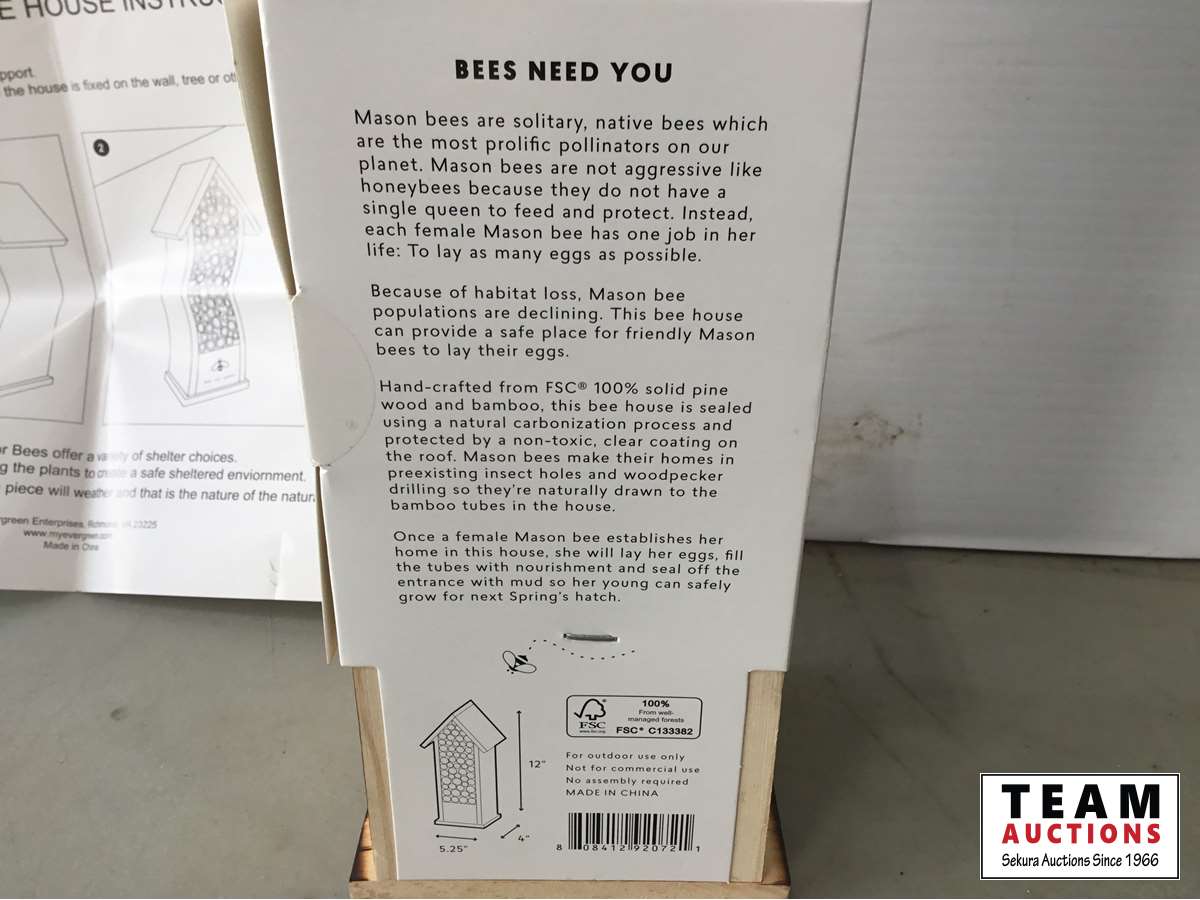 E HOUSE
pport.
the house is fixed on the wall, tree or
2
r Bees offer a variety of shelter choices.
g the plants to create a safe sheltered enviornment.
piece will weather and that is the nature of the natur
green Enterprises, Richmond, VA 23225
www.myevergreen.com
Made in China
BEES NEED YOU
Mason bees are solitary, native bees which
are the most prolific pollinators on our
planet. Mason bees are not aggressive like
honeybees because they do not have a
single queen to feed and protect. Instead,
each female Mason bee has one job in her
life: To lay as many eggs as possible.
Because of habitat loss, Mason bee
populations are declining. This bee house
can provide a safe place for friendly Mason
bees to lay their eggs.
Hand-crafted from FSC® 100% solid pine
wood and bamboo, this bee house is sealed
using a natural carbonization process and
protected by a non-toxic, clear coating on
the roof. Mason bees make their homes in
preexisting insect holes and woodpecker
drilling so they're naturally drawn to the
bamboo tubes in the house.
Once a female Mason bee establishes her
home in this house, she will lay her eggs, fill
the tubes with nourishment and seal off the
entrance with mud so her young can safely
grow for next Spring's hatch.
12"
4"
5.25"
FSC
www.fsc.org
100%
From well-
managed forests
FSC® C133382
For outdoor use only
Not for commercial use
No assembly required
MADE IN CHINA
8 08412 92072 1
TEAM
AUCTIONS
Sekura Auctions Since 1966